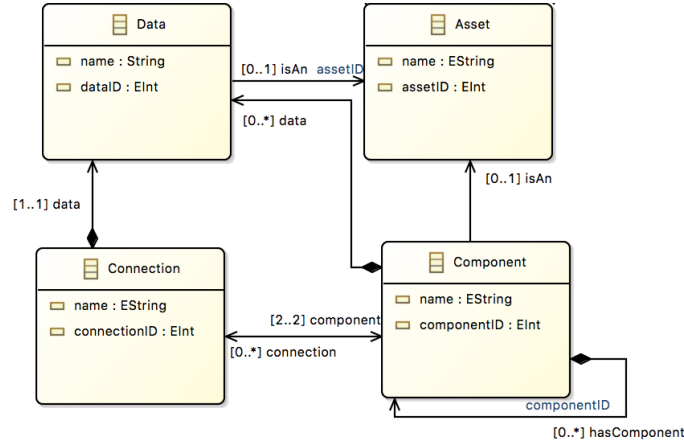 Data
name : String
dataID : EInt
[0..1] isAn assetID
Asset
name : EString
assetID : EInt
[0..*] data
[0..1] isAn
[1..1] data
Connection
name : EString
connectionID : EInt
Component
name : EString
componentID : EInt
[2..2] component
[0..*] connection
componentID
[0..*] hasComponent